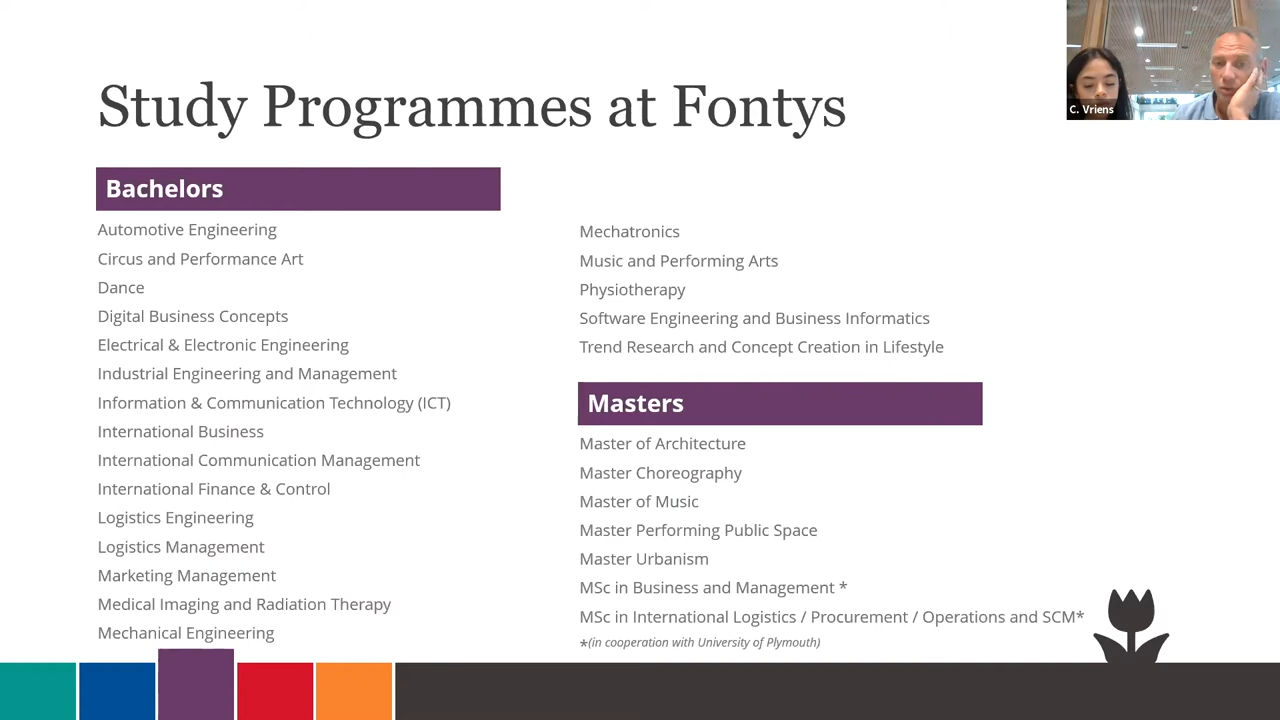 Study Programmes at Fontys
C. Vriens
Bachelors
Automotive Engineering
Circus and Performance Art
Dance
Digital Business Concepts
Electrical & Electronic Engineering
Industrial Engineering and Management
Information & Communication Technology (ICT)
International Business
International Communication Management
International Finance & Control
Logistics Engineering
Logistics Management
Marketing Management
Medical Imaging and Radiation Therapy
Mechanical Engineering
Mechatronics
Music and Performing Arts
Physiotherapy
Software Engineering and Business Informatics
Trend Research and Concept Creation in Lifestyle
Masters
Master of Architecture
Master Choreography
Master of Music
Master Performing Public Space
Master Urbanism
MSc in Business and Management *
MSc in International Logistics / Procurement / Operations and SCM*
*(in cooperation with University of Plymouth)